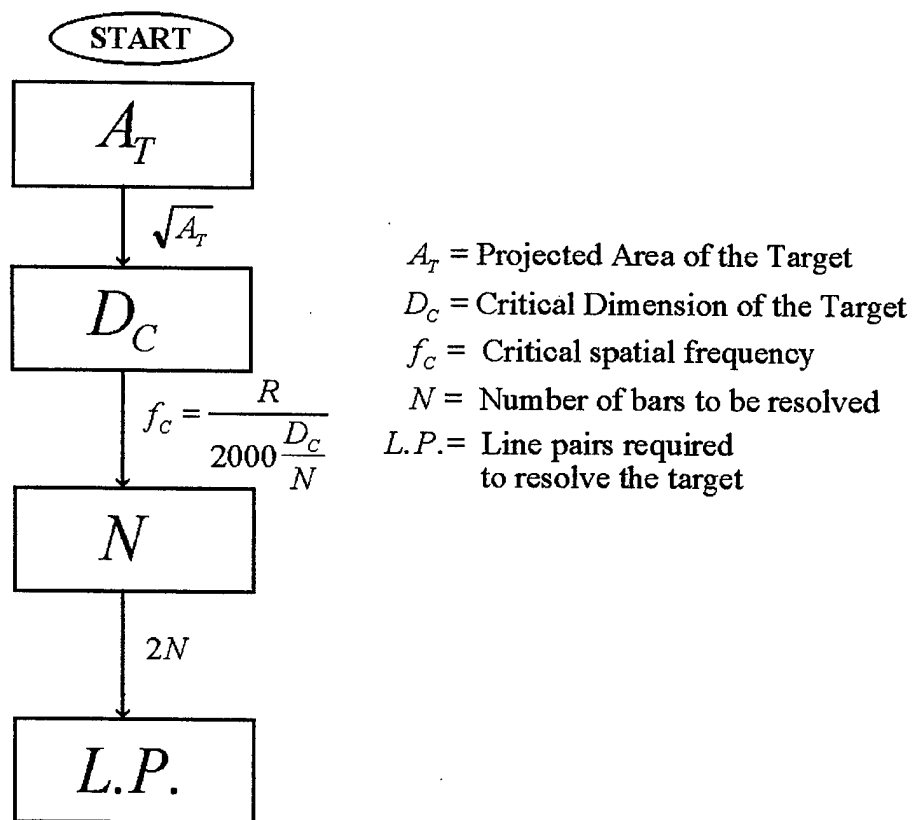 START
A_T
√A_T
D_C
f_C = R / (2000 D_C/N)
N
2N
L.P.
A_T = Projected Area of the Target
D_C = Critical Dimension of the Target
f_C = Critical spatial frequency
N = Number of bars to be resolved
L.P.= Line pairs required
to resolve the target